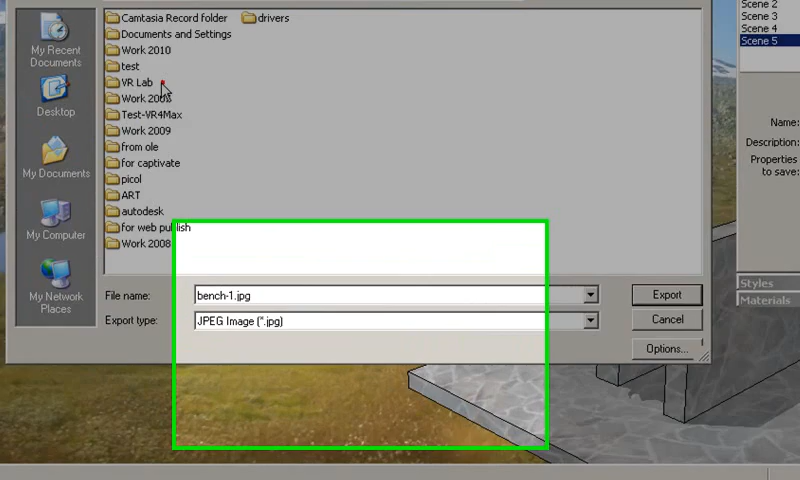 Camtasia Record folder
drivers
Documents and Settings
Work 2010
test
VR Lab
Work 200
Test-VR4Max
Work 2009
from ole
for captivate
picol
ART
autodesk
for web publish
Work 2008
My Recent
Documents
Desktop
My Documents
My Computer
My Network
Places
File name:
bench-1.jpg
Export
Export type:
JPEG Image (*.jpg)
Cancel
Options...
Scene 2
Scene 3
Scene 4
Scene 5
Name:
Description:
Properties
to save:
Styles
Materials